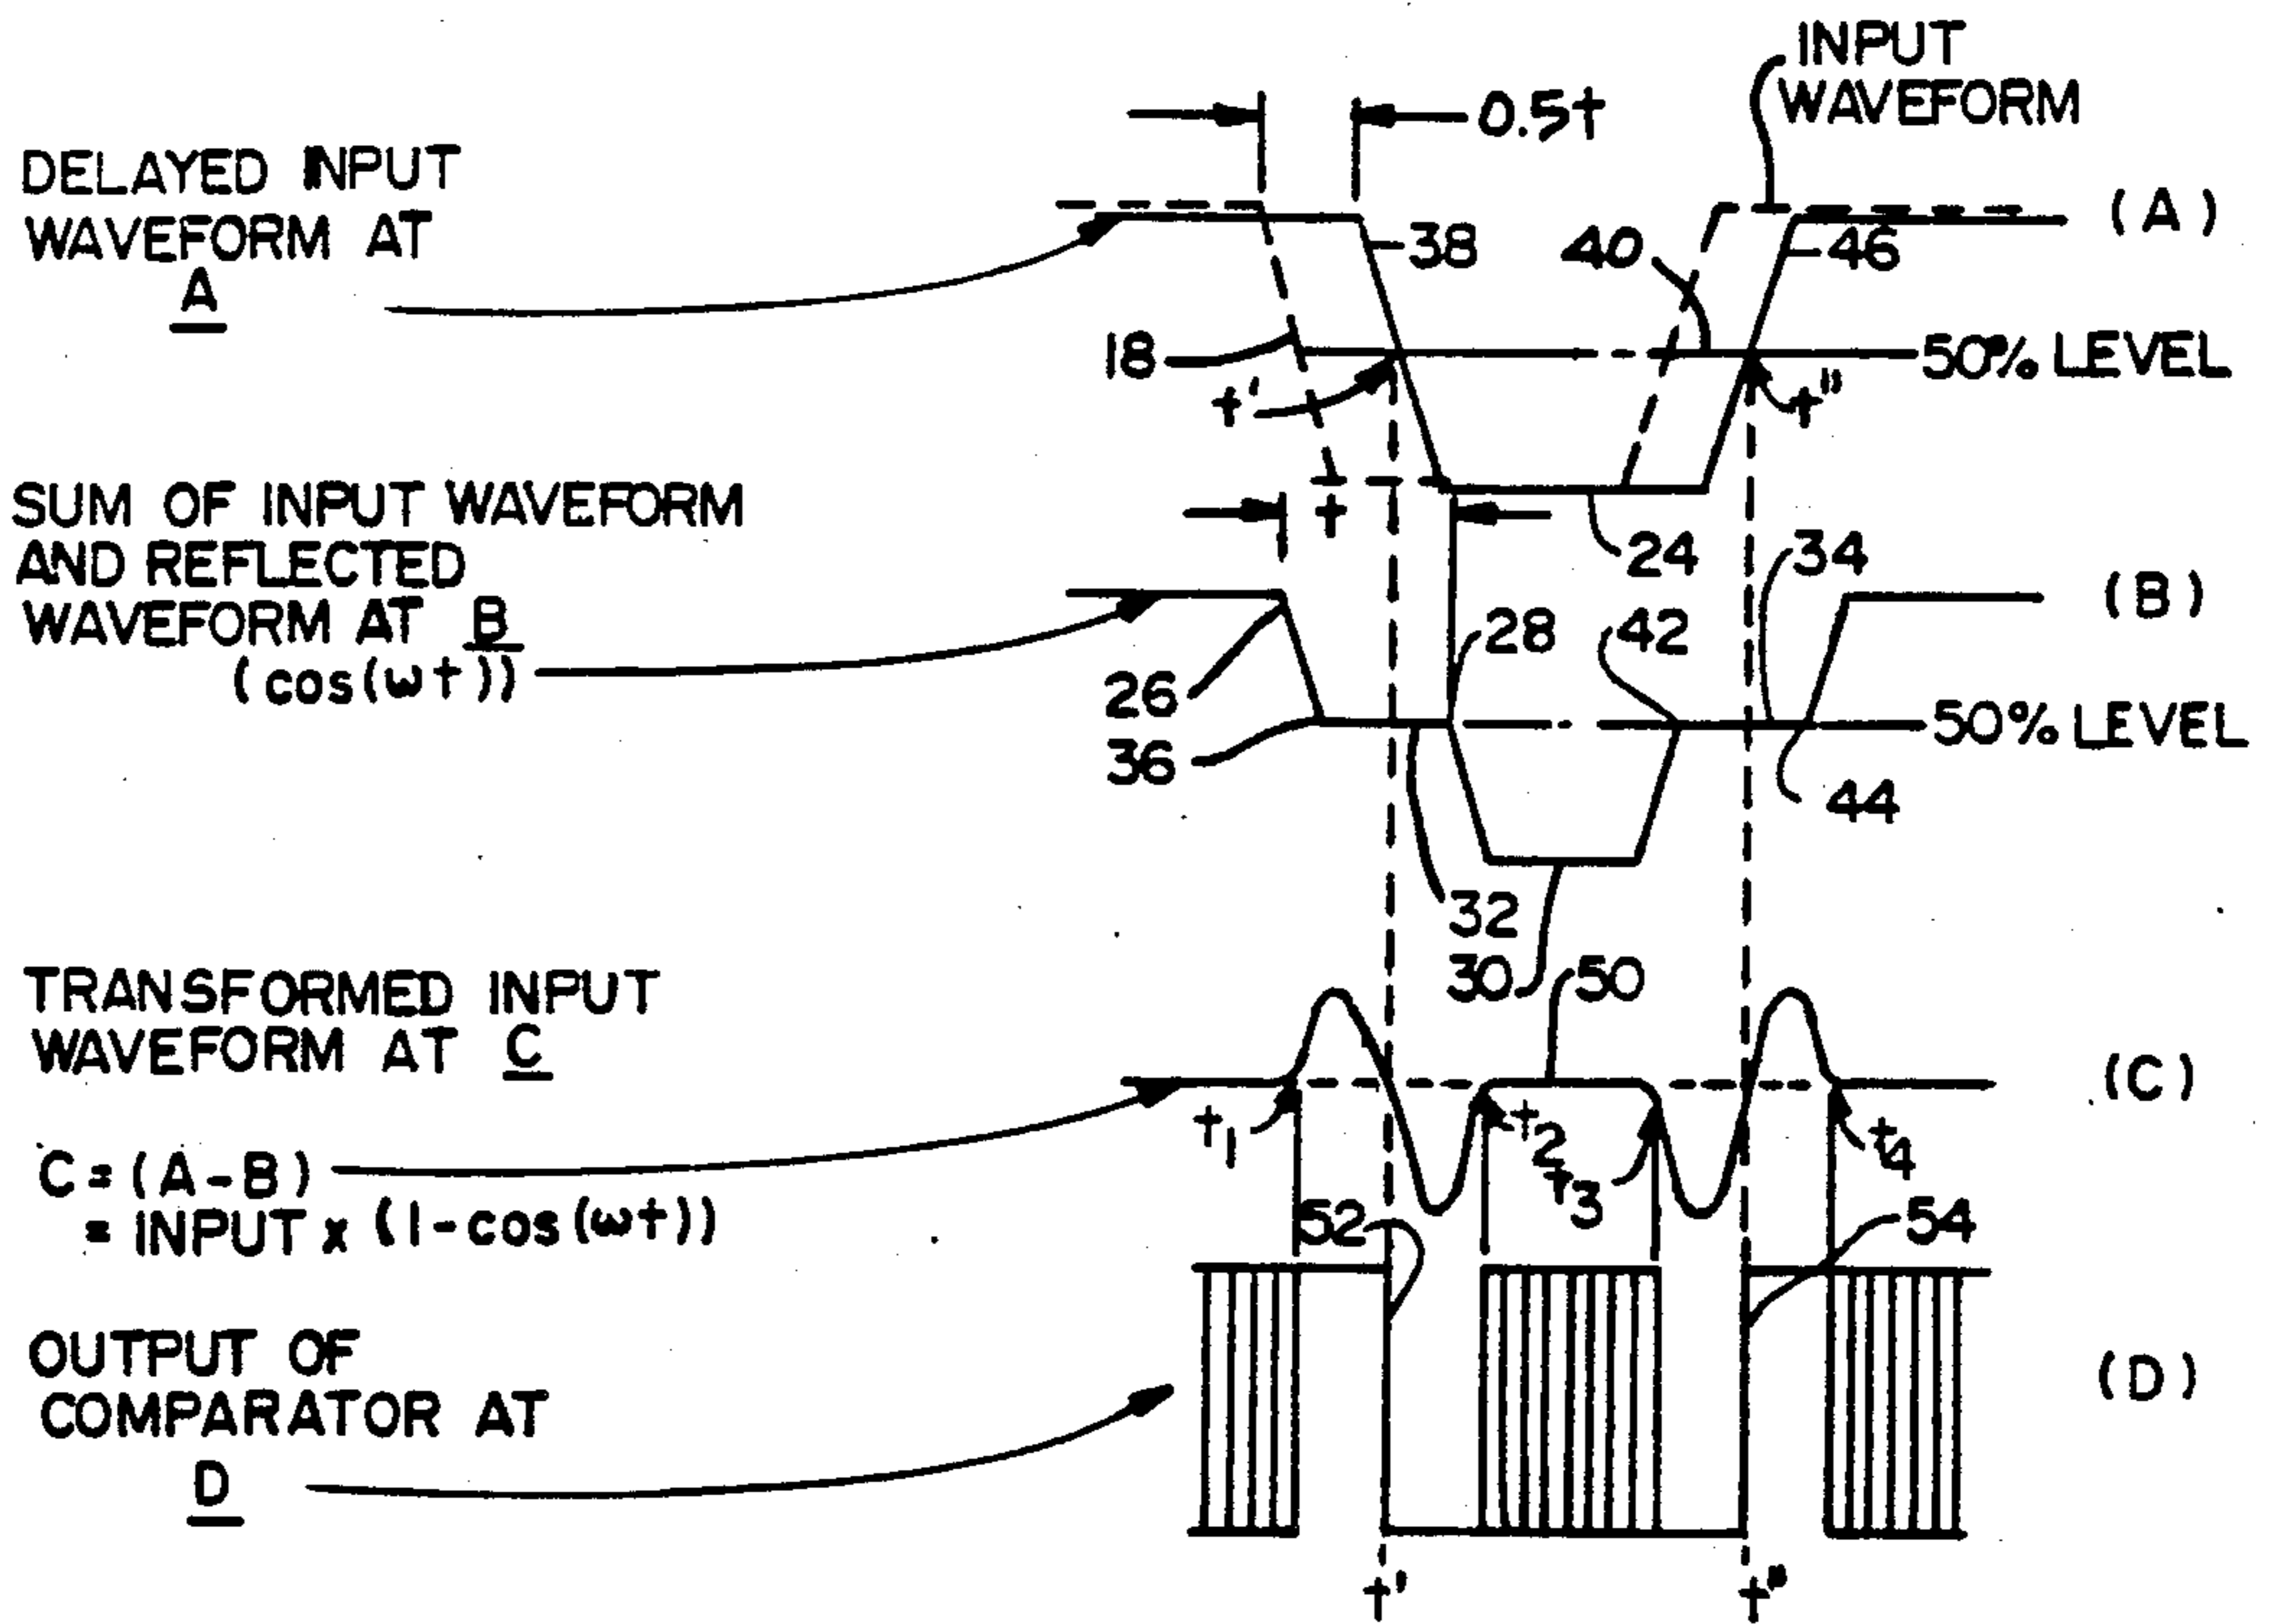 INPUT
WAVEFORM
0.5t
DELAYED INPUT
WAVEFORM AT
A
(A)
38
40
46
18
50% LEVEL
t'
t"
SUM OF INPUT WAVEFORM
AND REFLECTED
WAVEFORM AT B
(cos(ωt))
t
24
34
(B)
28
42
26
36
50% LEVEL
44
32
30
50
TRANSFORMED INPUT
WAVEFORM AT C
(C)
t1
t2
t3
t4
C = (A-B)
= INPUT x (1-cos(ωt))
52
54
OUTPUT OF
COMPARATOR AT
D
(D)
t'
t"